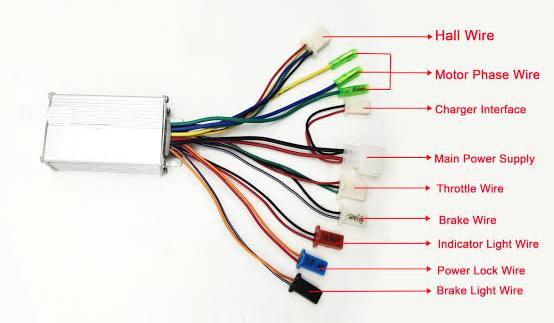 Hall Wire
Motor Phase Wire
Charger Interface
Main Power Supply
Throttle Wire
Brake Wire
Indicator Light Wire
Power Lock Wire
Brake Light Wire